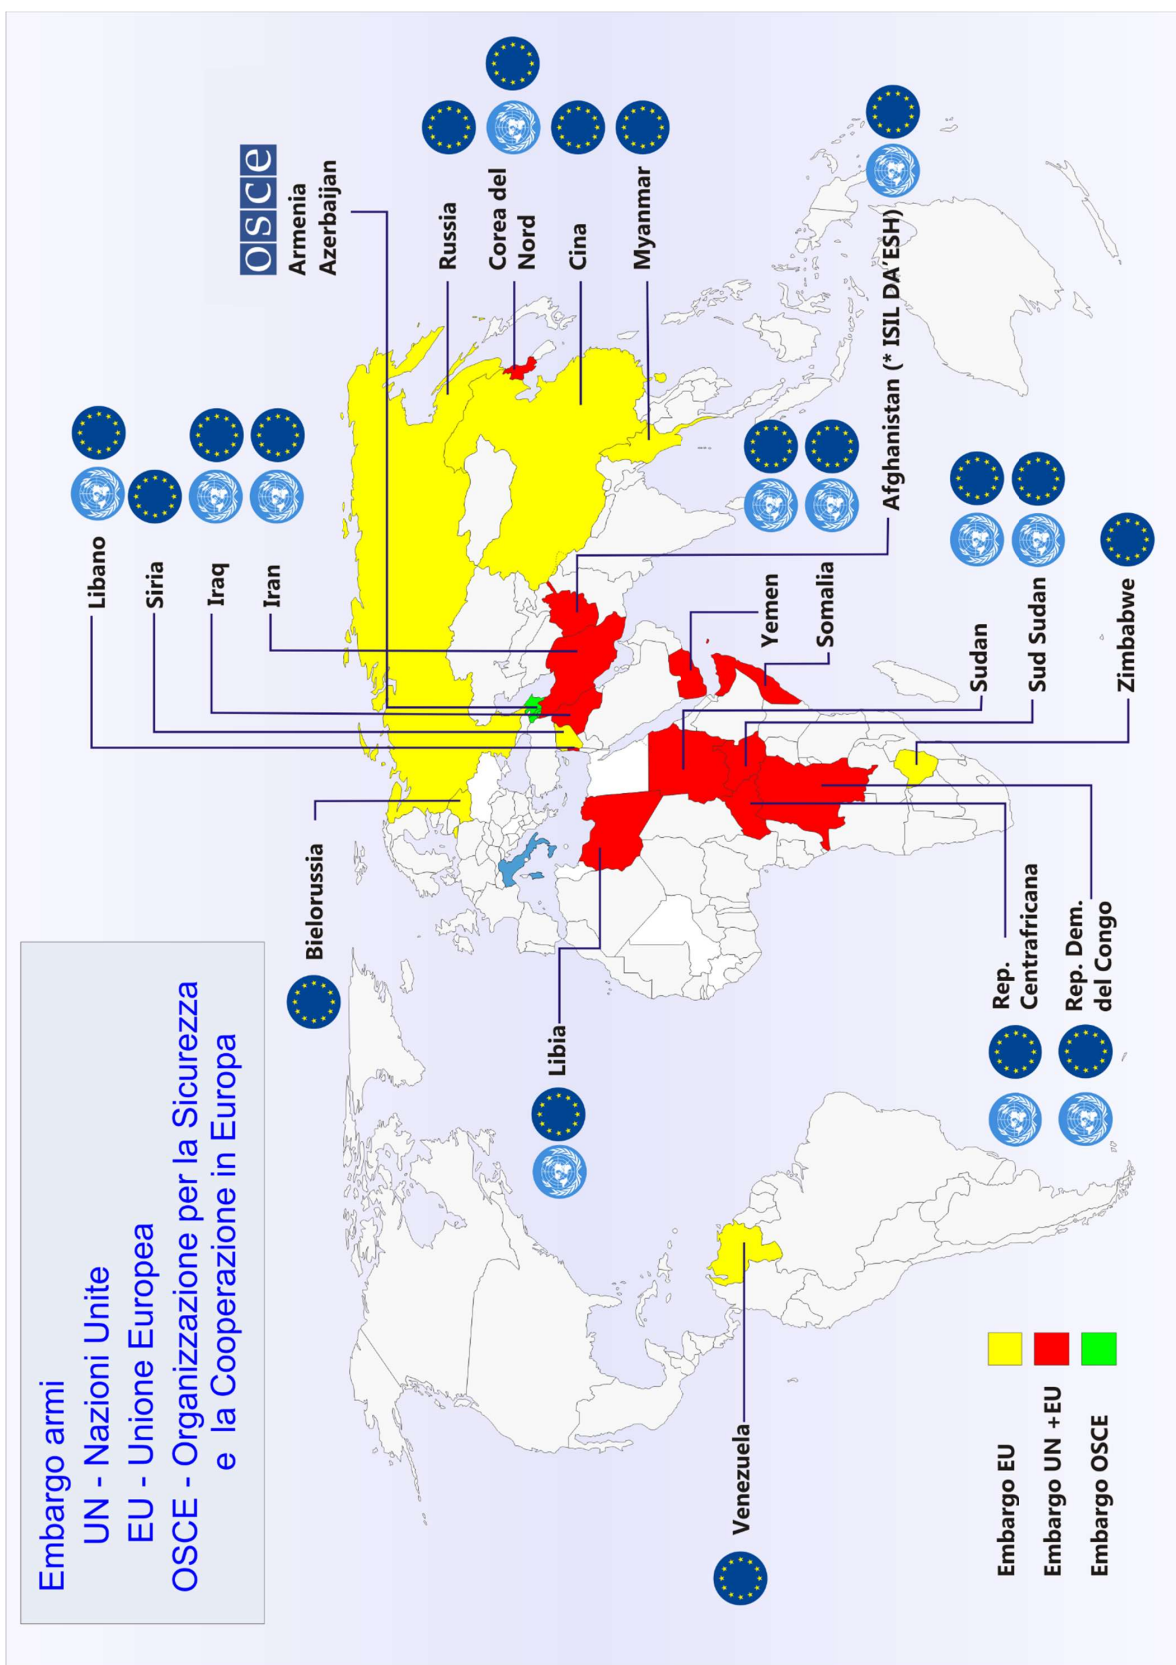 Embargo armi
UN - Nazioni Unite
EU - Unione Europea
OSCE - Organizzazione per la Sicurezza
e la Cooperazione in Europa
Libano
Siria
Iraq
Iran
osce
Armenia
Azerbaijan
Bielorussia
Russia
Corea del
Nord
Cina
Myanmar
Libia
Afghanistan (* ISIL DA'ESH)
Yemen
Somalia
Venezuela
Sudan
Sud Sudan
Zimbabwe
Rep.
Centrafricana
Rep. Dem.
del Congo
Embargo EU
Embargo UN +EU
Embargo OSCE